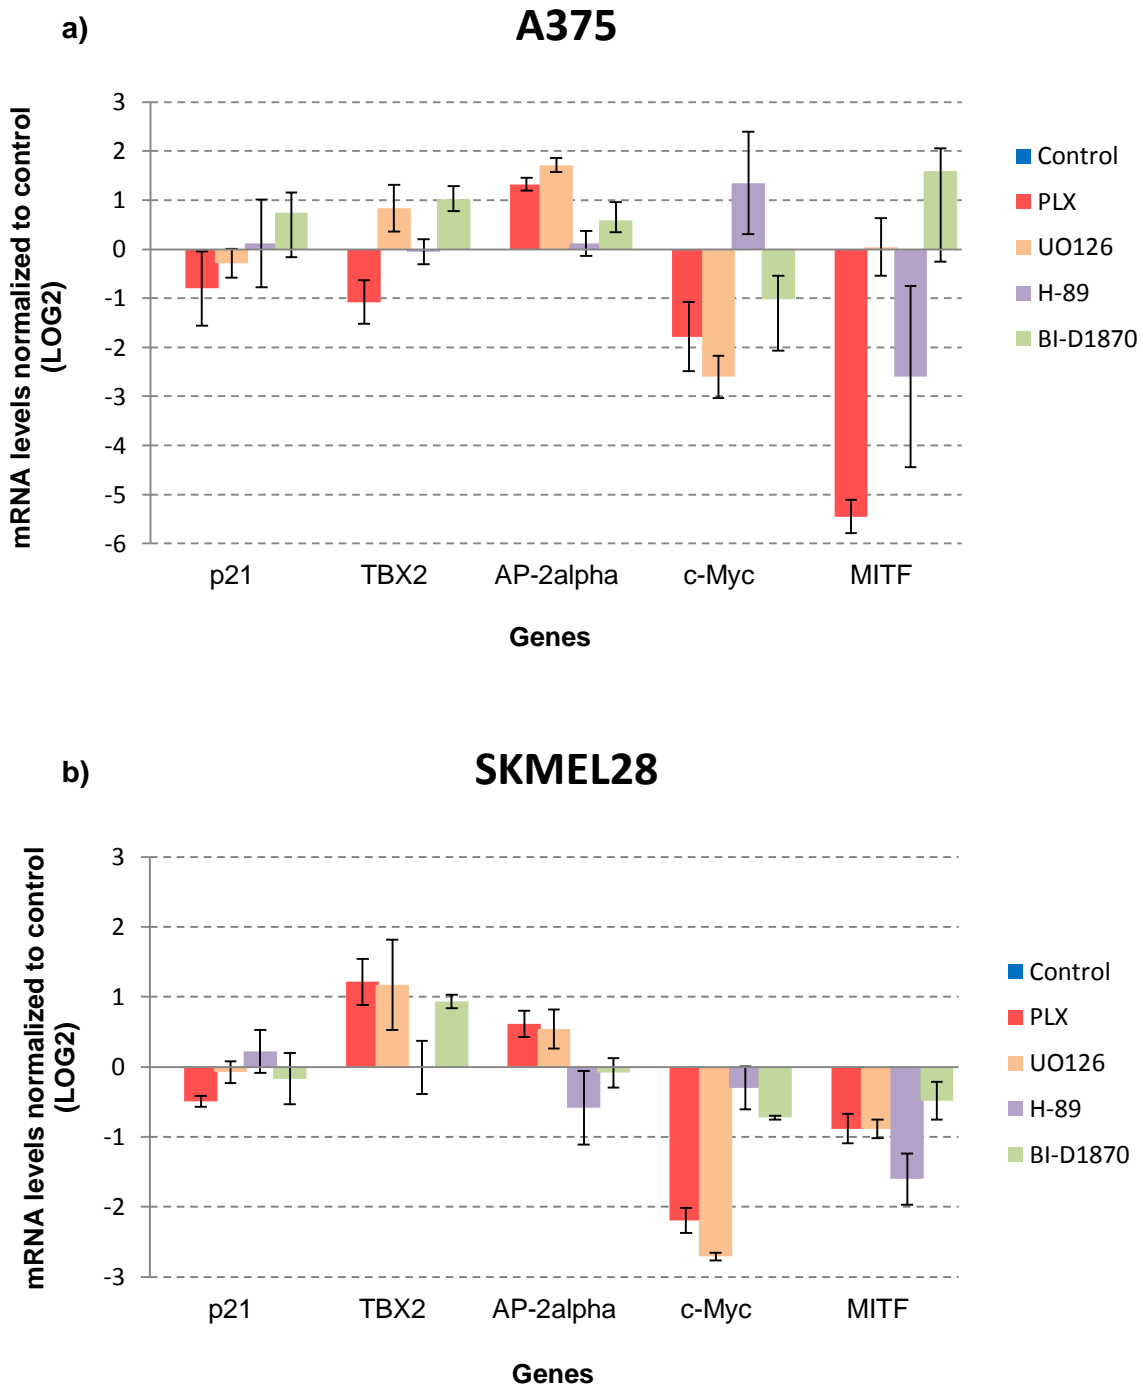 a)
A375
mRNA levels normalized to control
(LOG2)
3
2
1
0
-1
-2
-3
-4
-5
-6
p21 TBX2 AP-2alpha c-Myc MITF
Genes
Control
PLX
UO126
H-89
BI-D1870
b)
SKMEL28
mRNA levels normalized to control
(LOG2)
3
2
1
0
-1
-2
-3
p21 TBX2 AP-2alpha c-Myc MITF
Genes
Control
PLX
UO126
H-89
BI-D1870